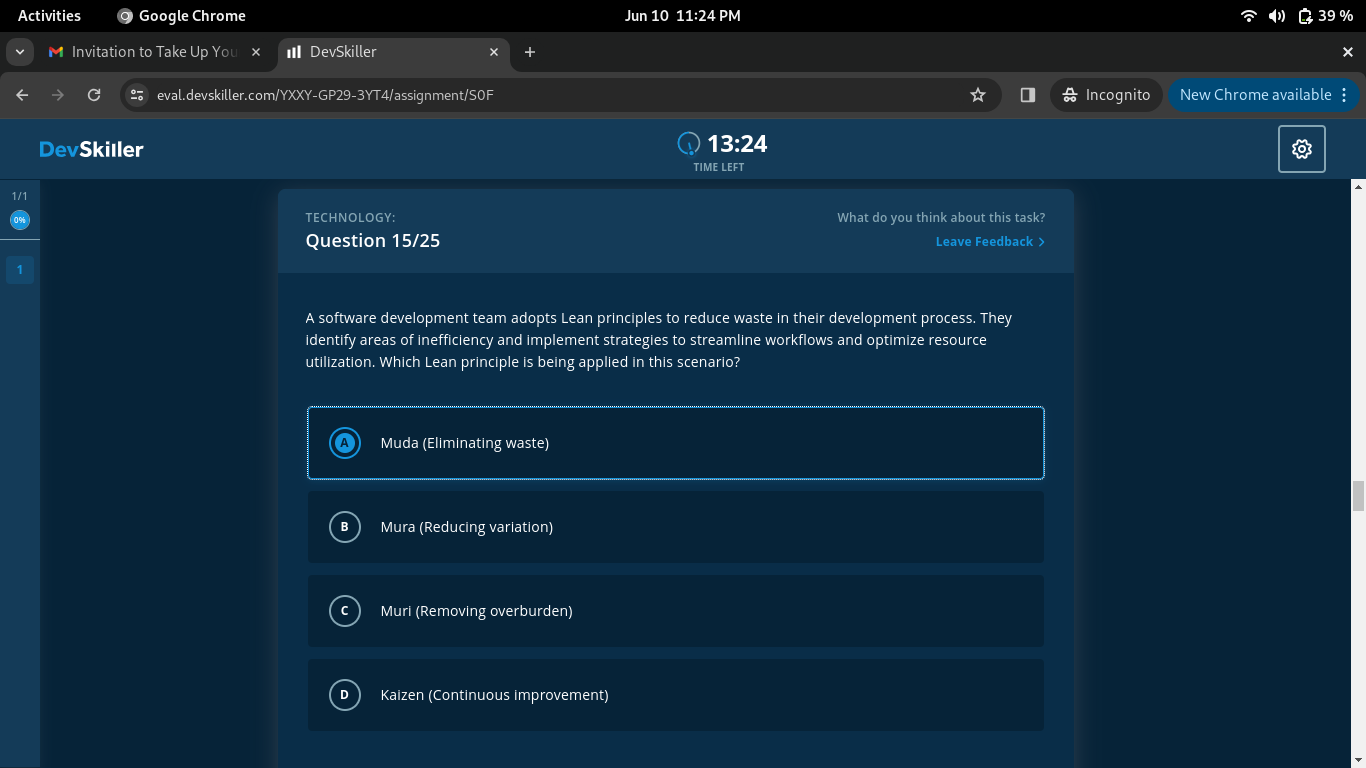 Activities
Google Chrome
Jun 10 11:24 PM
39 %
Invitation to Take Up You
DevSkiller
eval.devskiller.com/YXXY-GP29-3YT4/assignment/S0F
Incognito
New Chrome available
DevSkiller
13:24
TIME LEFT
1/1
0%
1
TECHNOLOGY:
Question 15/25
What do you think about this task?
Leave Feedback
A software development team adopts Lean principles to reduce waste in their development process. They
identify areas of inefficiency and implement strategies to streamline workflows and optimize resource
utilization. Which Lean principle is being applied in this scenario?
A Muda (Eliminating waste)
B Mura (Reducing variation)
C Muri (Removing overburden)
D Kaizen (Continuous improvement)